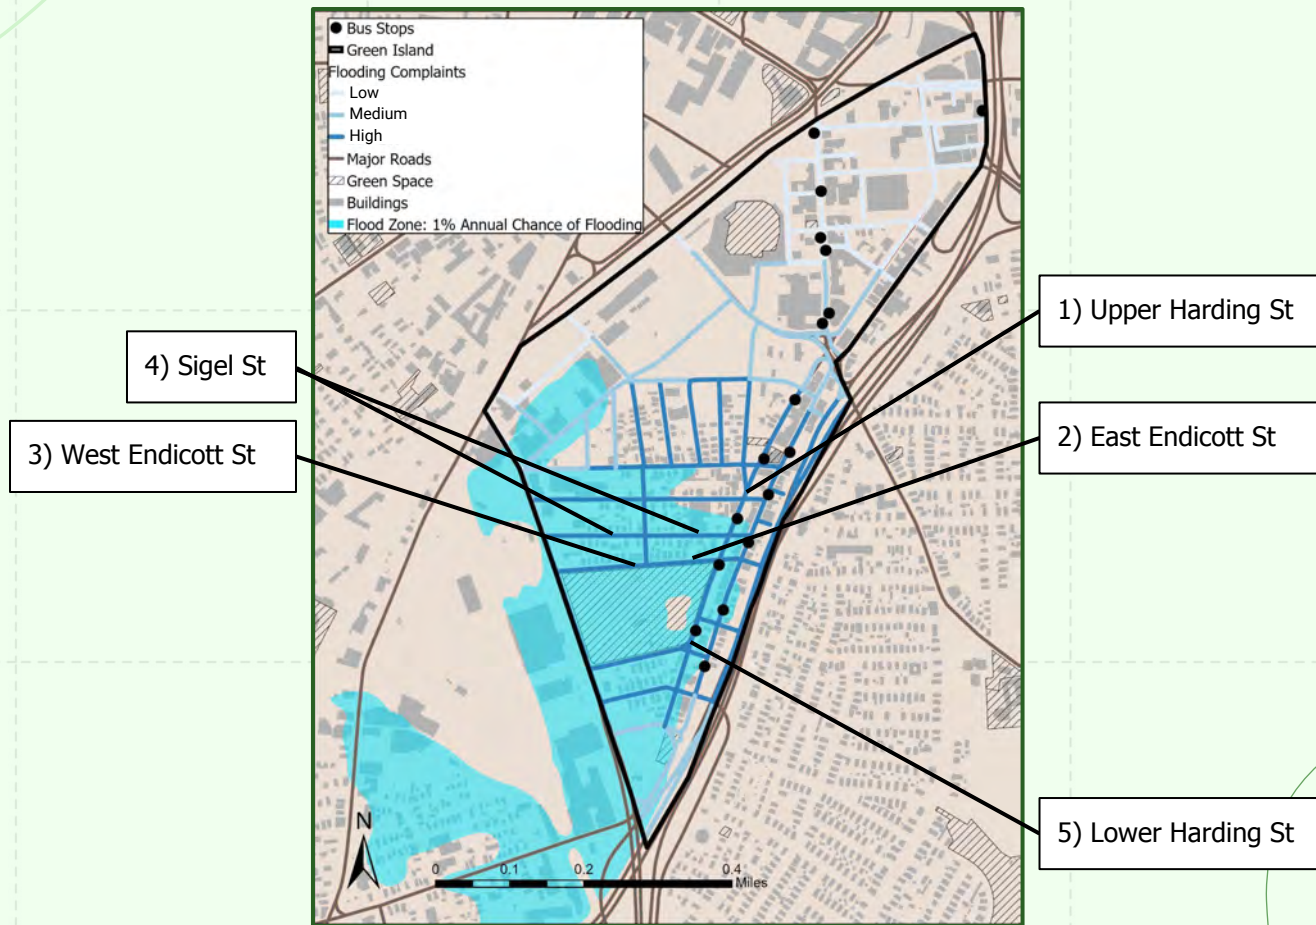 Bus Stops
Green Island
Flooding Complaints
Low
Medium
High
Major Roads
Green Space
Buildings
Flood Zone: 1% Annual Chance of Flooding
1) Upper Harding St
4) Sigel St
2) East Endicott St
3) West Endicott St
5) Lower Harding St
N
0 0.1 0.2 0.4
Miles